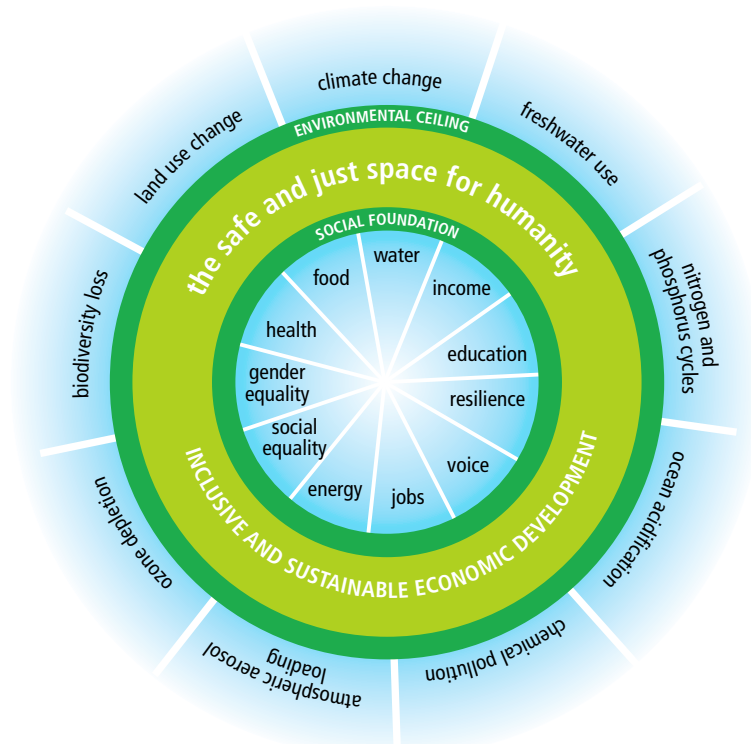 climate change
freshwater use
nitrogen and
phosphorus cycles
ocean acidification
chemical pollution
atmospheric aerosol
loading
ozone depletion
biodiversity loss
land use change
ENVIRONMENTAL CEILING
the safe and just space for humanity
SOCIAL FOUNDATION
water
income
education
resilience
voice
jobs
energy
social
equality
gender
equality
health
food
INCLUSIVE AND SUSTAINABLE ECONOMIC DEVELOPMENT